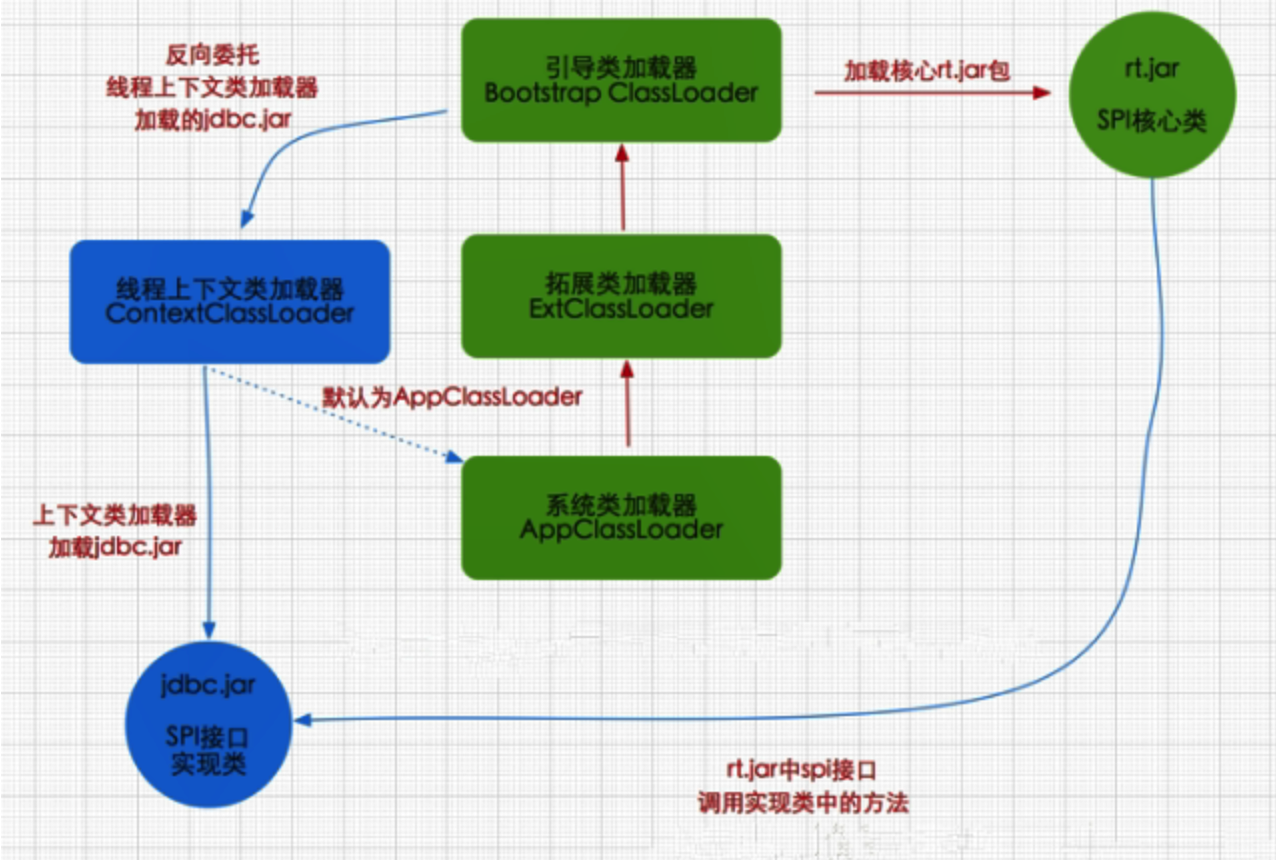 反向委托
线程上下文类加载器
加载的jdbc.jar
引导类加载器
Bootstrap ClassLoader
加载核心rt.jar包
rt.jar
SPI核心类
线程上下文类加载器
ContextClassLoader
拓展类加载器
ExtClassLoader
默认为AppClassLoader
系统类加载器
AppClassLoader
上下文类加载器
加载jdbc.jar
jdbc.jar
SPI接口
实现类
rt.jar中spi接口
调用实现类中的方法